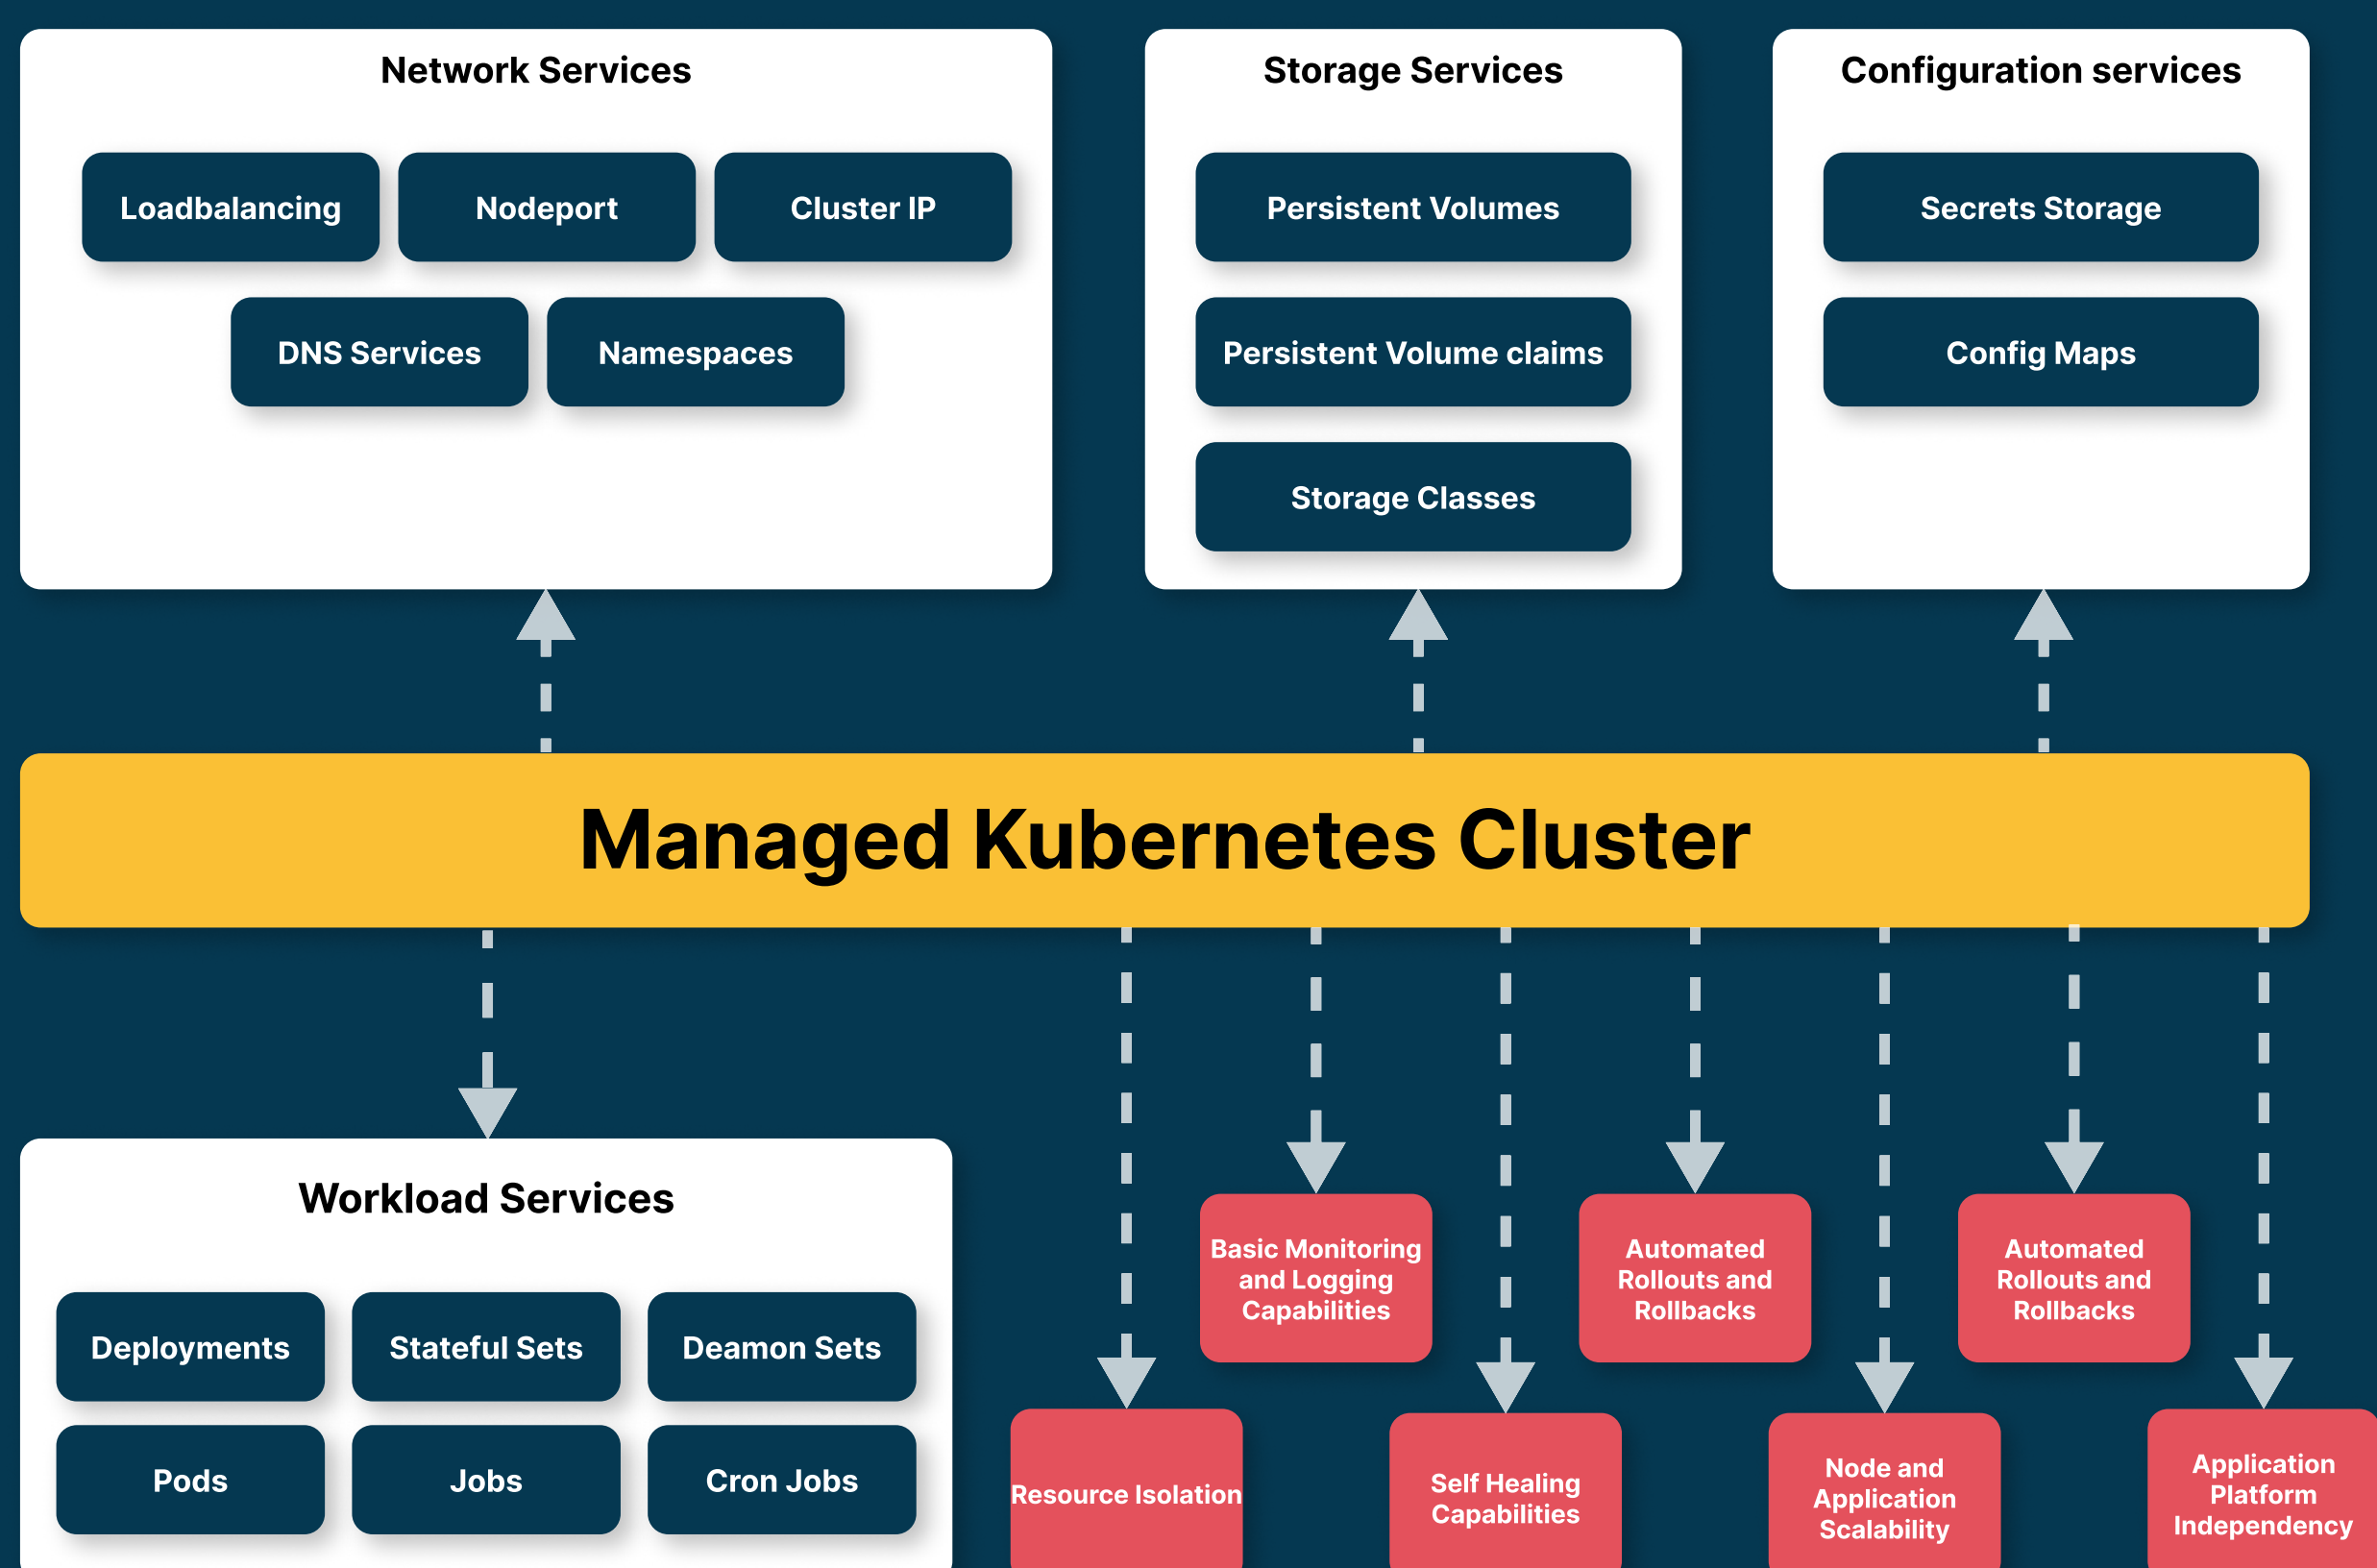 Network Services
Loadbalancing
Nodeport
Cluster IP
DNS Services
Namespaces
Storage Services
Persistent Volumes
Persistent Volume claims
Storage Classes
Configuration services
Secrets Storage
Config Maps
Managed Kubernetes Cluster
Workload Services
Deployments
Stateful Sets
Deamon Sets
Pods
Jobs
Cron Jobs
Resource Isolation
Basic Monitoring
and Logging
Capabilities
Self Healing
Capabilities
Automated
Rollouts and
Rollbacks
Node and
Application
Scalability
Automated
Rollouts and
Rollbacks
Application
Platform
Independency